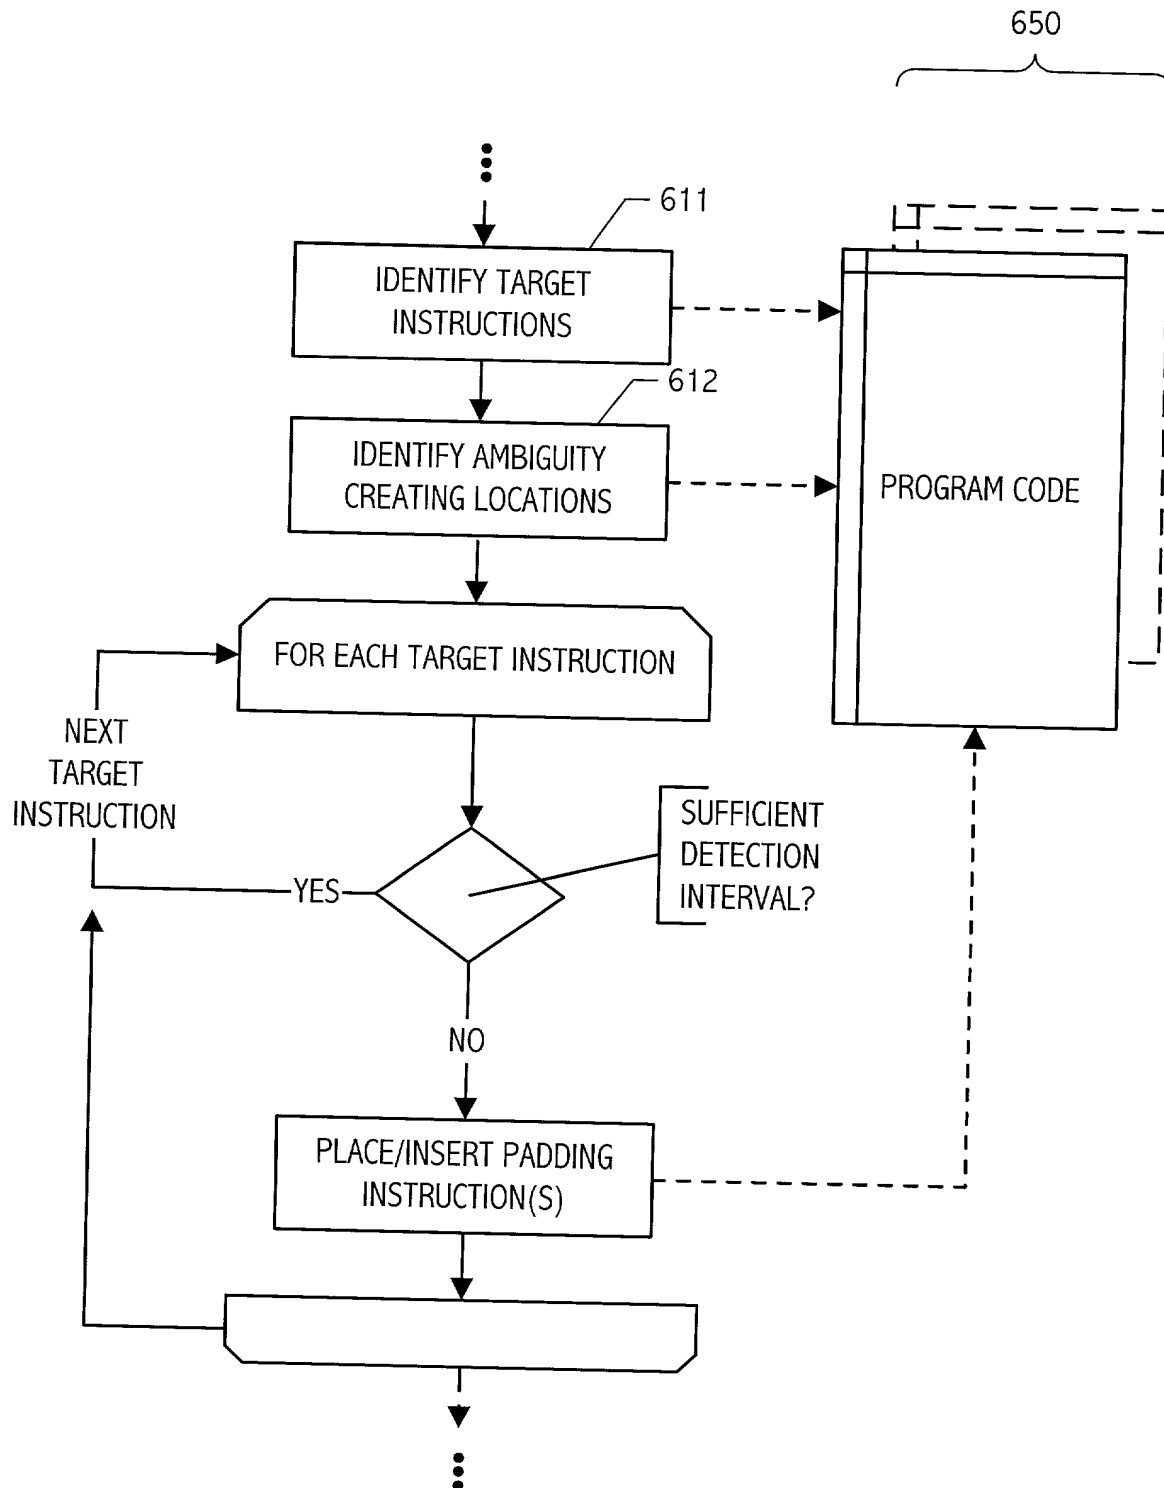 650
611
IDENTIFY TARGET
INSTRUCTIONS
612
IDENTIFY AMBIGUITY
CREATING LOCATIONS
PROGRAM CODE
FOR EACH TARGET INSTRUCTION
NEXT
TARGET
INSTRUCTION
SUFFICIENT
DETECTION
INTERVAL?
YES
NO
PLACE/INSERT PADDING
INSTRUCTION(S)